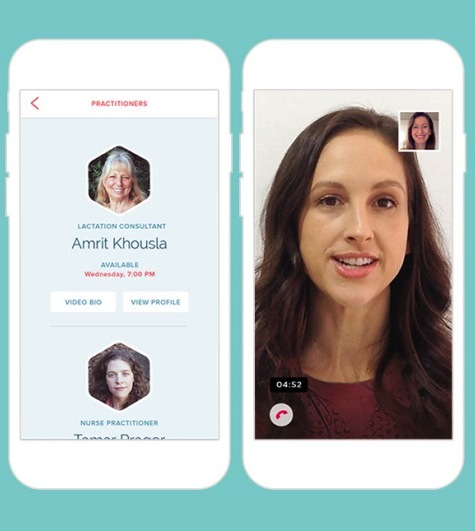 PRACTITIONERS
LACTATION CONSULTANT
Amrit Khousla
AVAILABLE
Wednesday, 7:00 PM
VIDEO BIO
VIEW PROFILE
NURSE PRACTITIONER
04:52